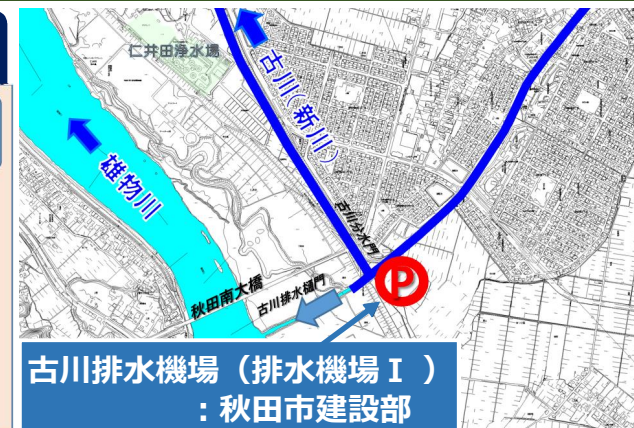 仁井田浄水場
古川(新川)
雄物川
古川分水門
秋田南大橋
古川排水樋門
P
古川排水機場（排水機場Ⅰ ）
：秋田市建設部